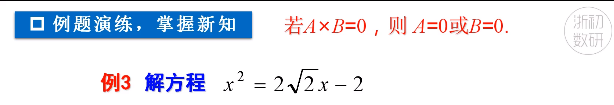 例题演练，掌握新知 若A×B=0，则 A=0或B=0.
浙初
数研
例3 解方程 x² = 2√2x − 2